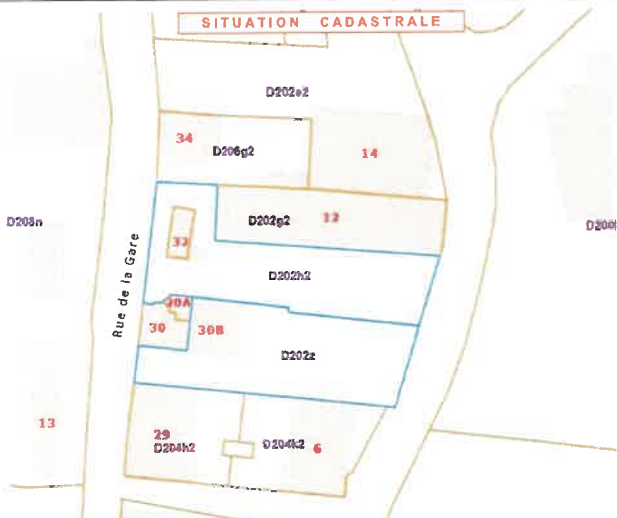 SITUATION CADASTRALE
D202e2
34
D206g2
14
D208n
D202g2
12
D200
33
Rue de la Gare
D202h2
30A
30
30B
D202z
13
29
D204h2
D204k2
6